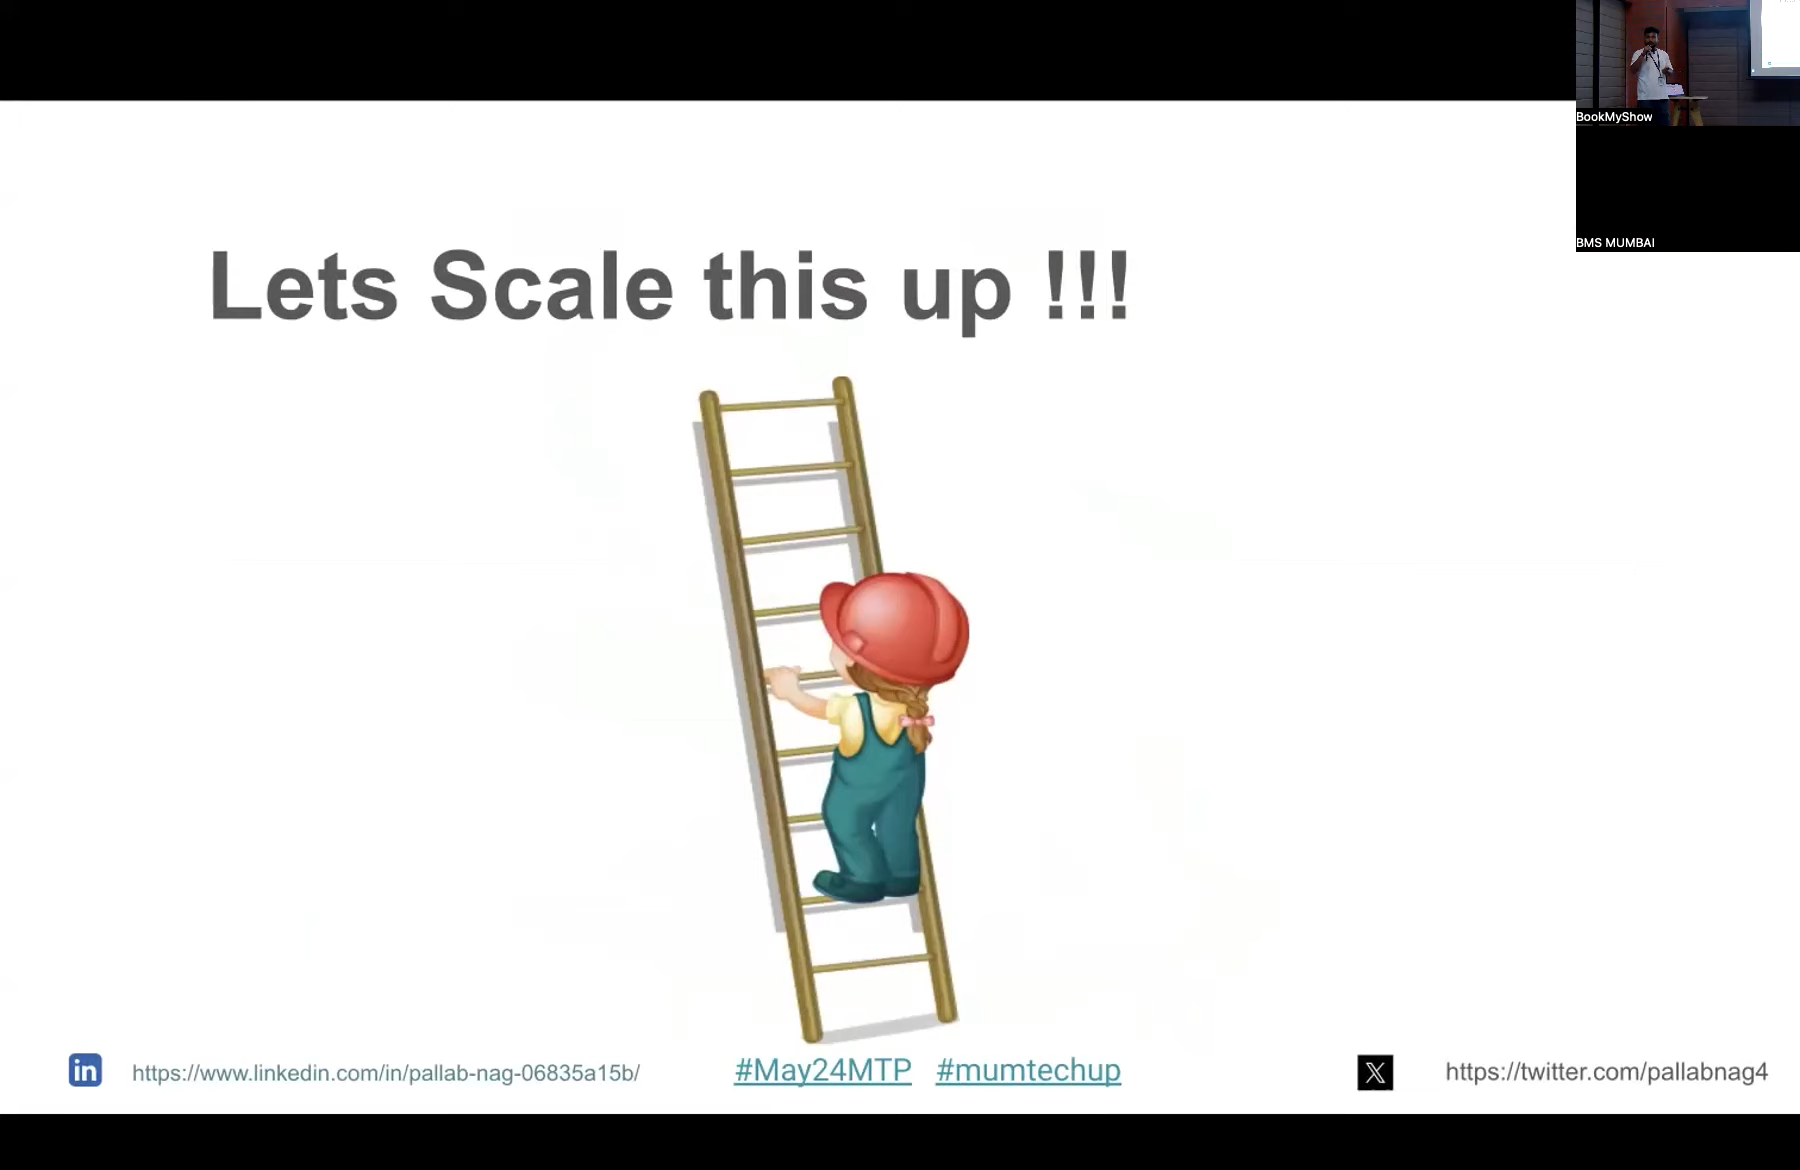 BookMyShow
BMS MUMBAI
Lets Scale this up !!!
in https://www.linkedin.com/in/pallab-nag-06835a15b/ #May24MTP #mumtechup X https://twitter.com/pallabnag4